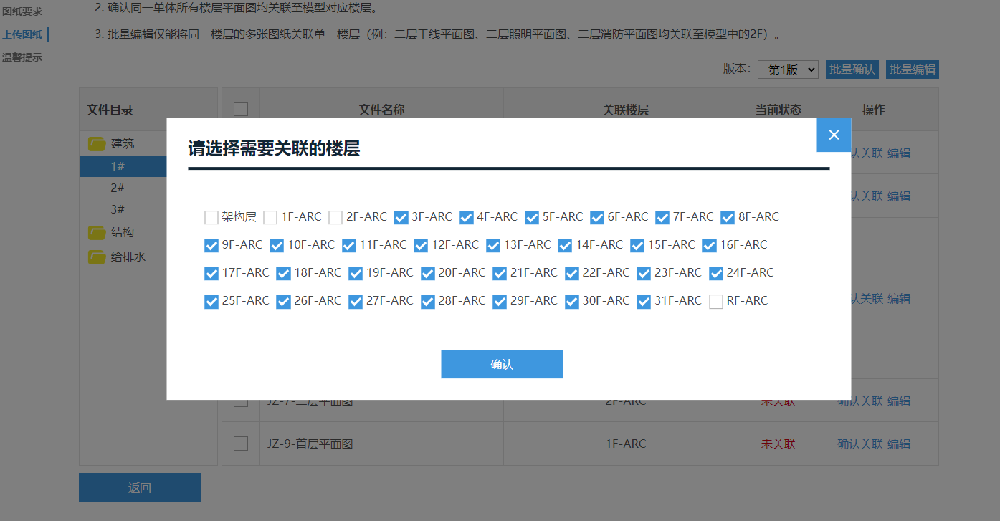 图纸要求
上传图纸
温馨提示
2. 确认同一单体所有楼层平面图均关联至模型对应楼层。
3. 批量编辑仅能将同一楼层的多张图纸关联单一楼层（例：二层干线平面图、二层照明平面图、二层消防平面图均关联至模型中的2F）。
版本： 第1版 批量确认 批量编辑
文件目录 文件名称 关联楼层 当前状态 操作
建筑
1#
2#
3#
结构
给排水
认关联 编辑
认关联 编辑
认关联 编辑
请选择需要关联的楼层
架构层 1F-ARC 2F-ARC 3F-ARC 4F-ARC 5F-ARC 6F-ARC 7F-ARC 8F-ARC
9F-ARC 10F-ARC 11F-ARC 12F-ARC 13F-ARC 14F-ARC 15F-ARC 16F-ARC
17F-ARC 18F-ARC 19F-ARC 20F-ARC 21F-ARC 22F-ARC 23F-ARC 24F-ARC
25F-ARC 26F-ARC 27F-ARC 28F-ARC 29F-ARC 30F-ARC 31F-ARC RF-ARC
确认
JZ-7-二层平面图 2F-ARC 未关联 确认关联 编辑
JZ-9-首层平面图 1F-ARC 未关联 确认关联 编辑
返回